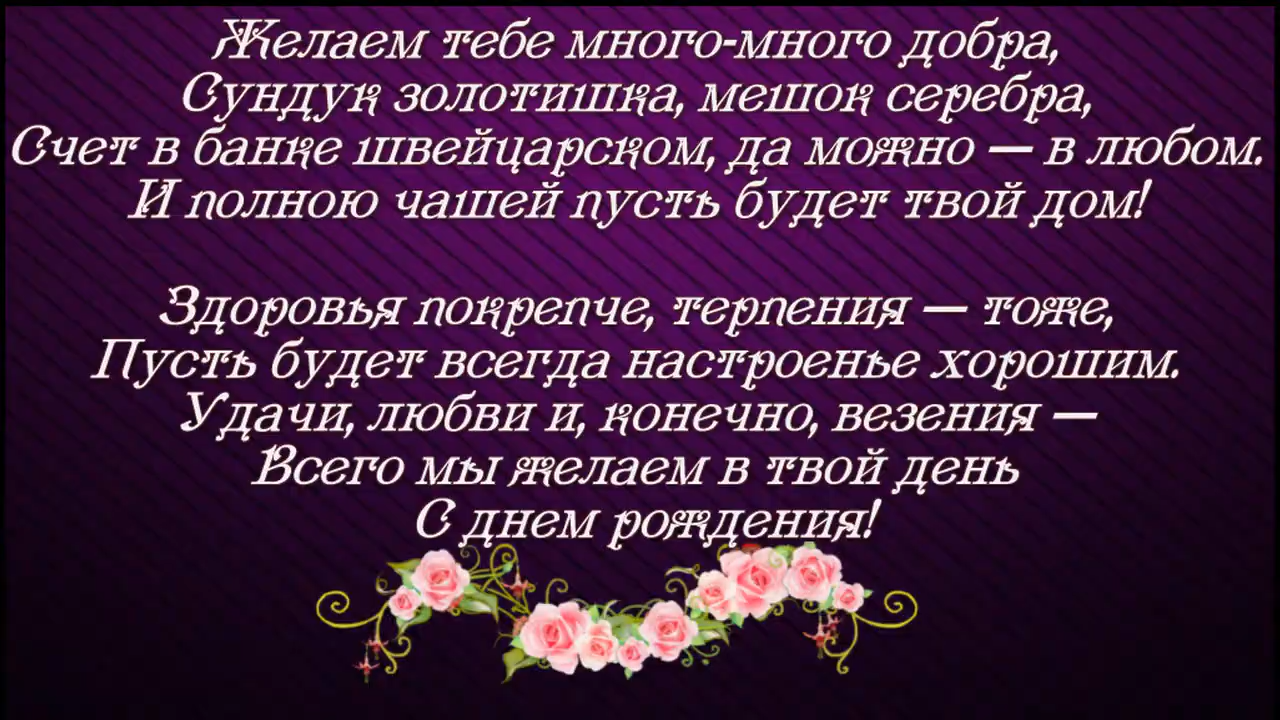 Желаем тебе много-много добра,
Сундук золотишка, мешок серебра,
Счет в банке швейцарском, да можно — в любом.
И полною чашей пусть будет твой дом!
Здоровья покрепче, терпения — тоже,
Пусть будет всегда настроенье хорошим.
Удачи, любви и, конечно, везения —
Всего мы желаем в твой день
С днем рождения!